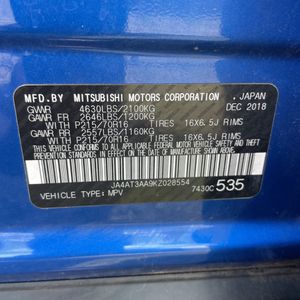 MFD.BY MITSUBISHI MOTORS CORPORATION, JAPAN
GVWR 4630LBS/2100KG DEC 2018
GAWR FR 2646LBS/1200KG
WITH P215/70R16 TIRES 16X6.5J RIMS
GAWR RR 2557LBS/1160KG
WITH P215/70R16 TIRES 16X6.5J RIMS
THIS VEHICLE CONFORMS TO ALL APPLICABLE
FEDERAL MOTOR VEHICLE SAFETY
STANDARDS IN EFFECT ON THE DATE OF
MANUFACTURE SHOWN ABOVE.
JA4AT3AA9KZ028554
VEHICLE TYPE: MPV 7430C 535